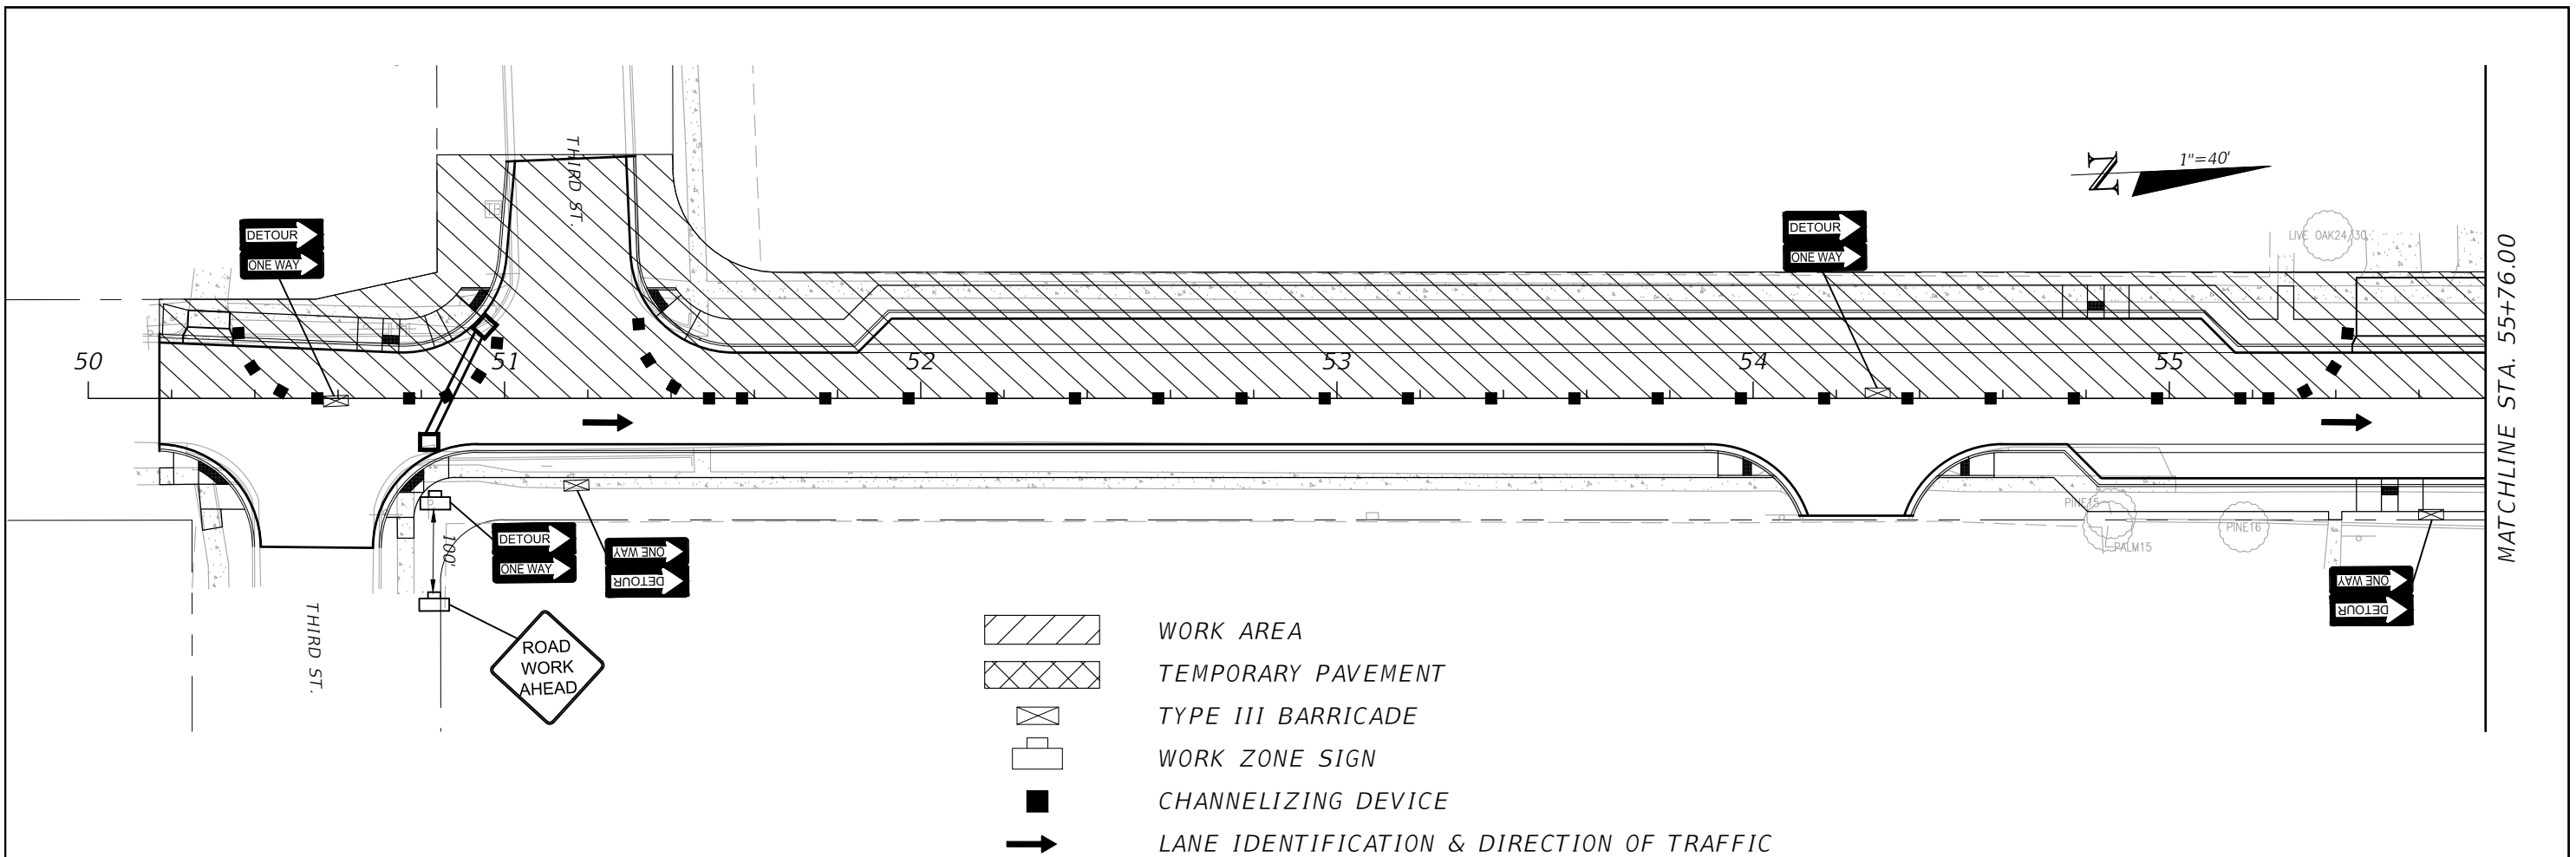 THIRD ST.
N
1"=40'
DETOUR
ONE WAY
DETOUR
ONE WAY
LIVE OAK24/30
TB
MATCHLINE STA. 55+76.00
50
51
52
53
54
55
PINE15
PINE16
PALM15
100'
DETOUR
ONE WAY
ONE WAY
DETOUR
ONE WAY
DETOUR
THIRD ST.
ROAD
WORK
AHEAD
WORK AREA
TEMPORARY PAVEMENT
TYPE III BARRICADE
WORK ZONE SIGN
CHANNELIZING DEVICE
LANE IDENTIFICATION & DIRECTION OF TRAFFIC